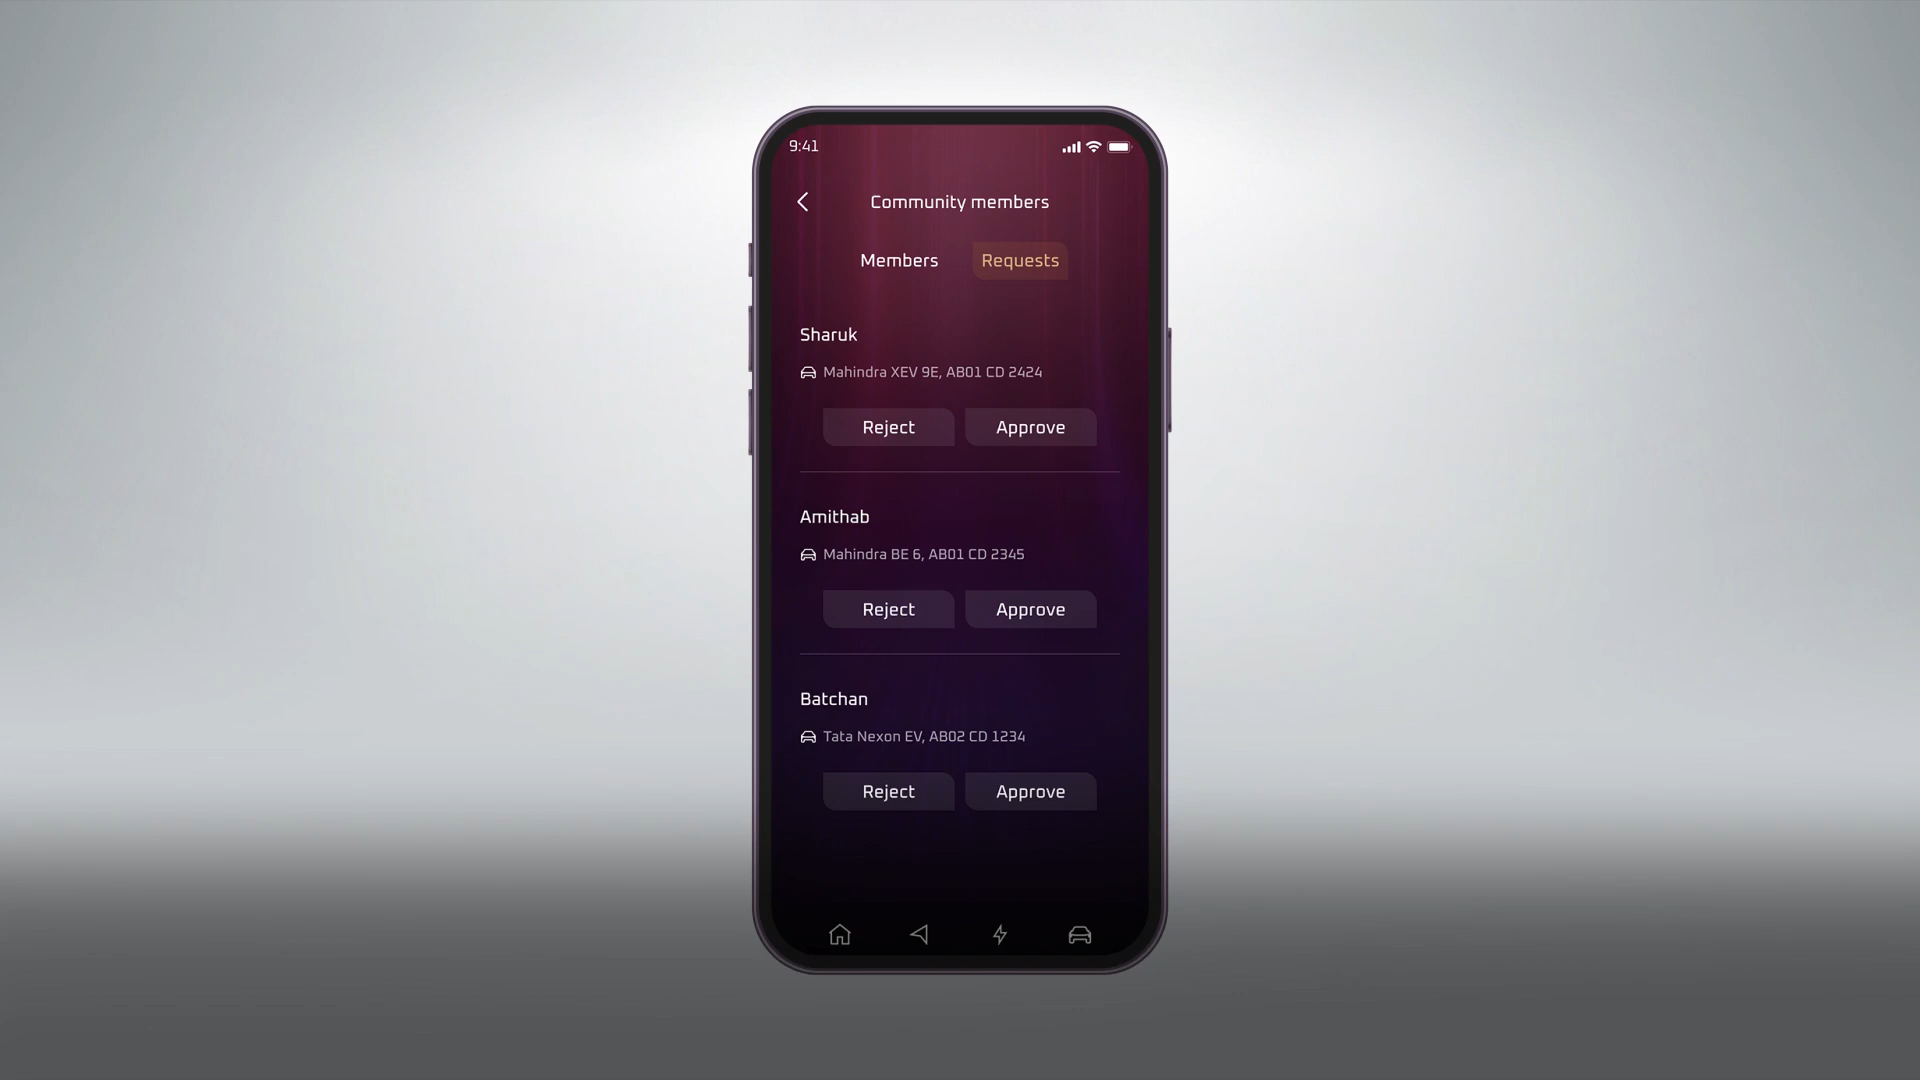 9:41
Community members
Members Requests
Sharuk
Mahindra XEV 9E, AB01 CD 2424
Reject Approve
Amithab
Mahindra BE 6, AB01 CD 2345
Reject Approve
Batchan
Tata Nexon EV, AB02 CD 1234
Reject Approve